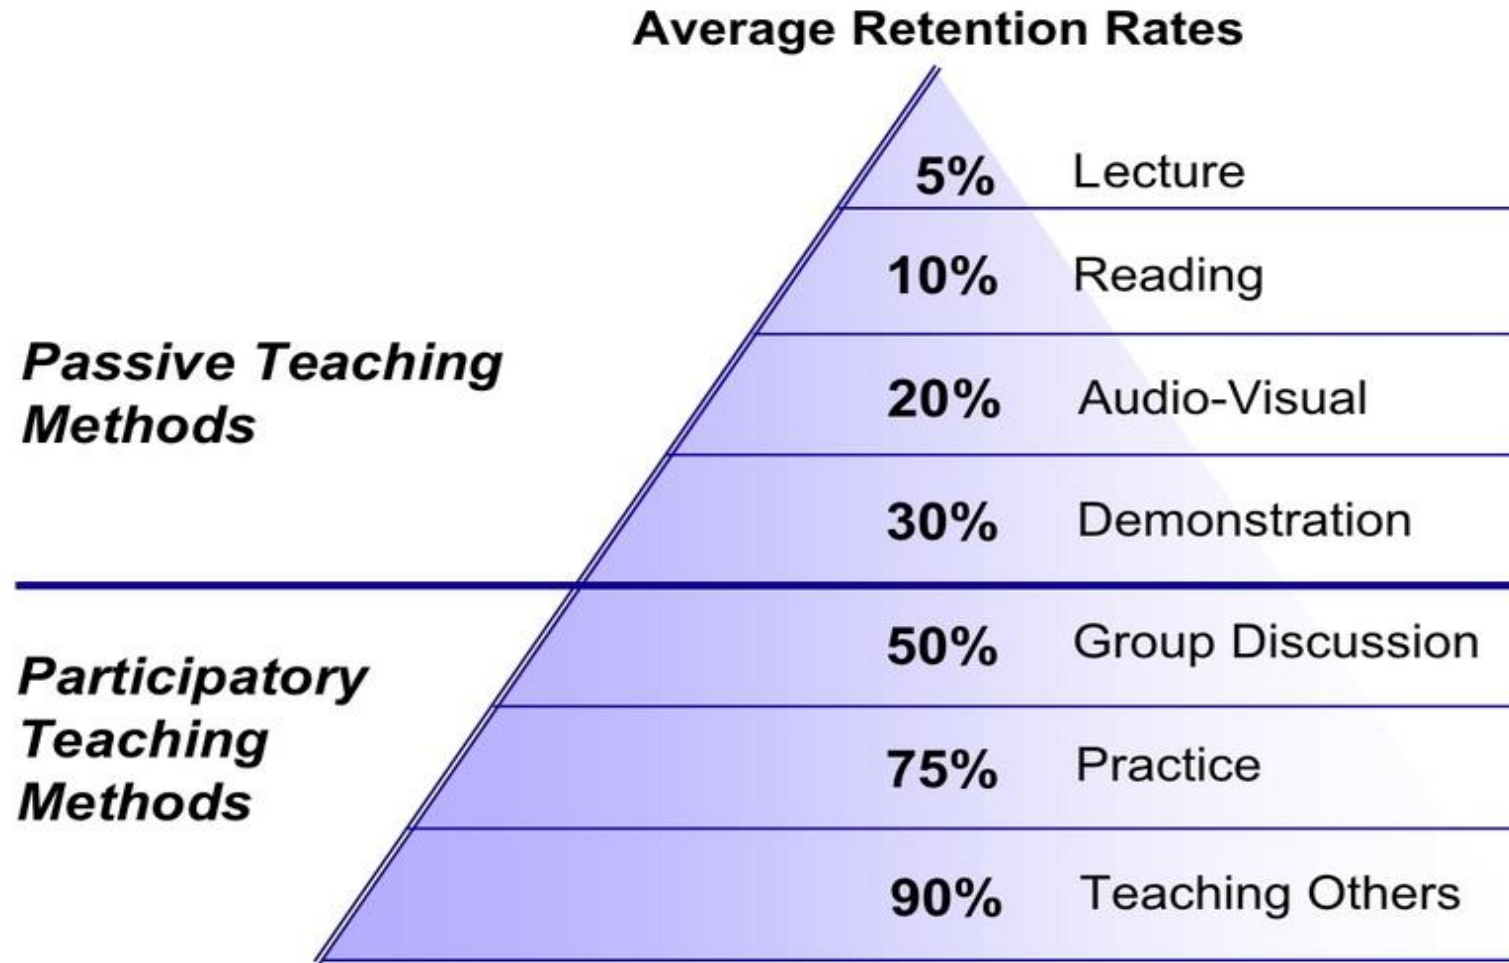 Average Retention Rates
5% Lecture
10% Reading
Passive Teaching
Methods
20% Audio-Visual
30% Demonstration
50% Group Discussion
Participatory
Teaching
Methods
75% Practice
90% Teaching Others